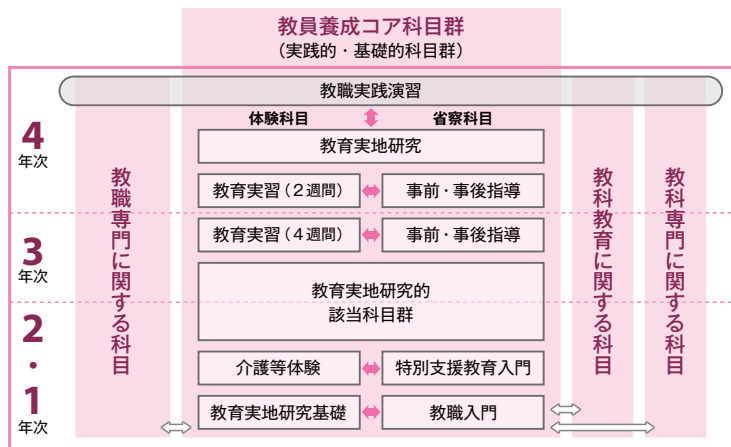 教員養成コア科目群
（実践的・基礎的科目群）
教職実践演習
体験科目
省察科目
4
年次
教育実地研究
教育実習（２週間）
事前・事後指導
3
年次
教育実習（４週間）
事前・事後指導
教育実地研究的
該当科目群
2・1
年次
介護等体験
特別支援教育入門
教育実地研究基礎
教職入門
教職専門に関する科目
教科教育に関する科目
教科専門に関する科目